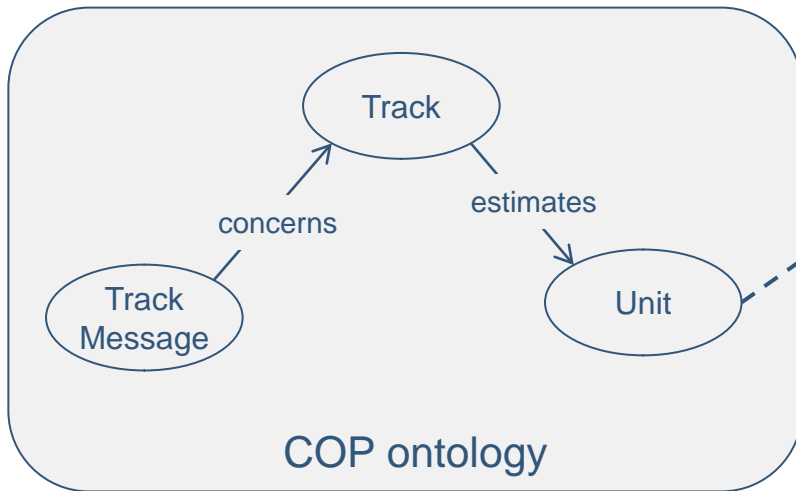 Track
concerns
estimates
Track
Message
Unit
COP ontology